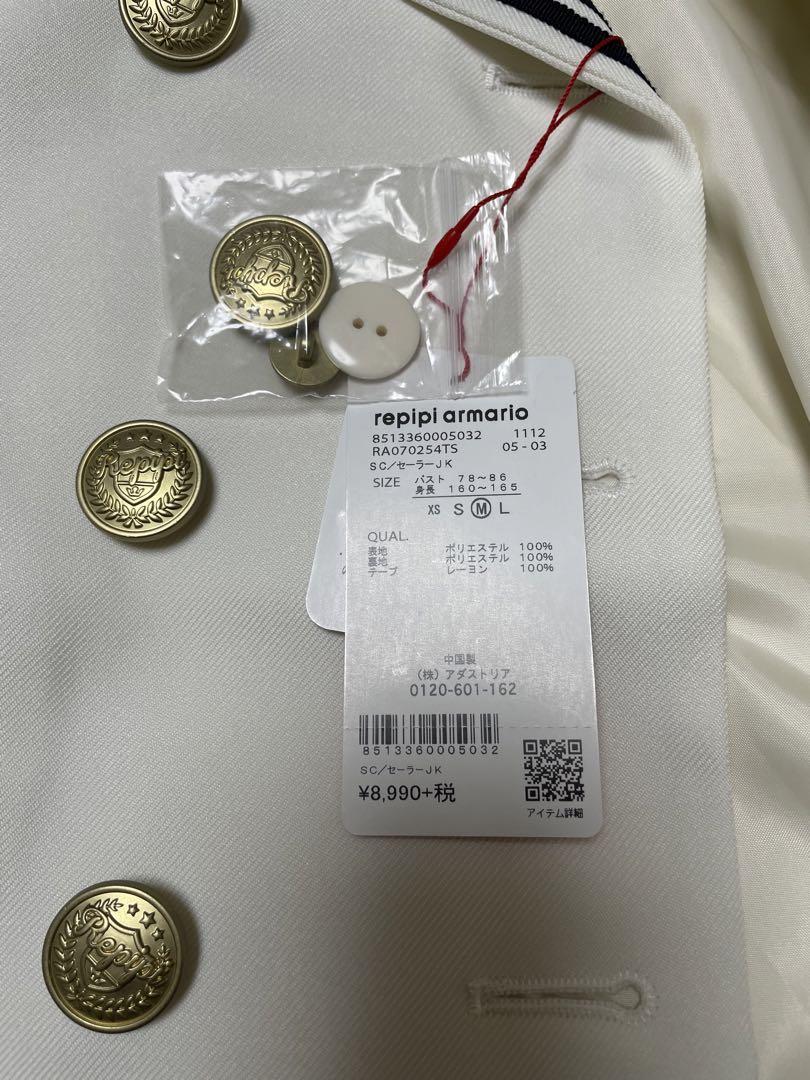 repipi
repipi armario
8513360005032 1112
RA070254TS 05-03
SC/セーラーJK
SIZE バスト 78~86
身長 160~165
XS S M L
QUAL.
表地 ポリエステル 100%
裏地 ポリエステル 100%
テープ レーヨン 100%
中国製
(株)アダストリア
0120-601-162
8513360005032
SC/セーラーJK
¥8,990+税
アイテム詳細
repipi
repipi